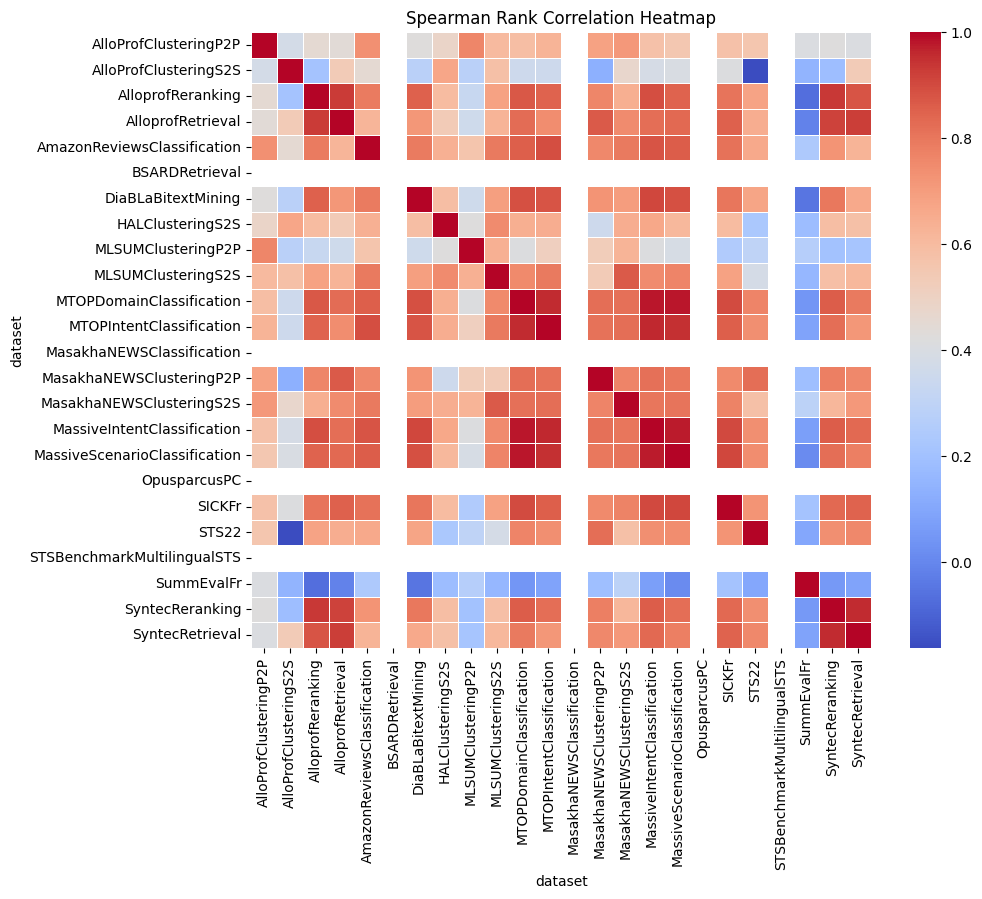 Spearman Rank Correlation Heatmap
AlloProfClusteringP2P
AlloProfClusteringS2S
AlloprofReranking
AlloprofRetrieval
AmazonReviewsClassification
BSARDRetrieval
DiaBLaBitextMining
HALClusteringS2S
MLSUMClusteringP2P
MLSUMClusteringS2S
MTOPDomainClassification
MTOPIntentClassification
MasakhaNEWSClassification
MasakhaNEWSClusteringP2P
MasakhaNEWSClusteringS2S
MassiveIntentClassification
MassiveScenarioClassification
OpusparcusPC
SICKFr
STS22
STSBenchmarkMultilingualSTS
SummEvalFr
SyntecReranking
SyntecRetrieval
dataset
AlloProfClusteringP2P
AlloProfClusteringS2S
AlloprofReranking
AlloprofRetrieval
AmazonReviewsClassification
BSARDRetrieval
DiaBLaBitextMining
HALClusteringS2S
MLSUMClusteringP2P
MLSUMClusteringS2S
MTOPDomainClassification
MTOPIntentClassification
MasakhaNEWSClassification
MasakhaNEWSClusteringP2P
MasakhaNEWSClusteringS2S
MassiveIntentClassification
MassiveScenarioClassification
OpusparcusPC
SICKFr
STS22
STSBenchmarkMultilingualSTS
SummEvalFr
SyntecReranking
SyntecRetrieval
dataset
1.0
0.8
0.6
0.4
0.2
0.0